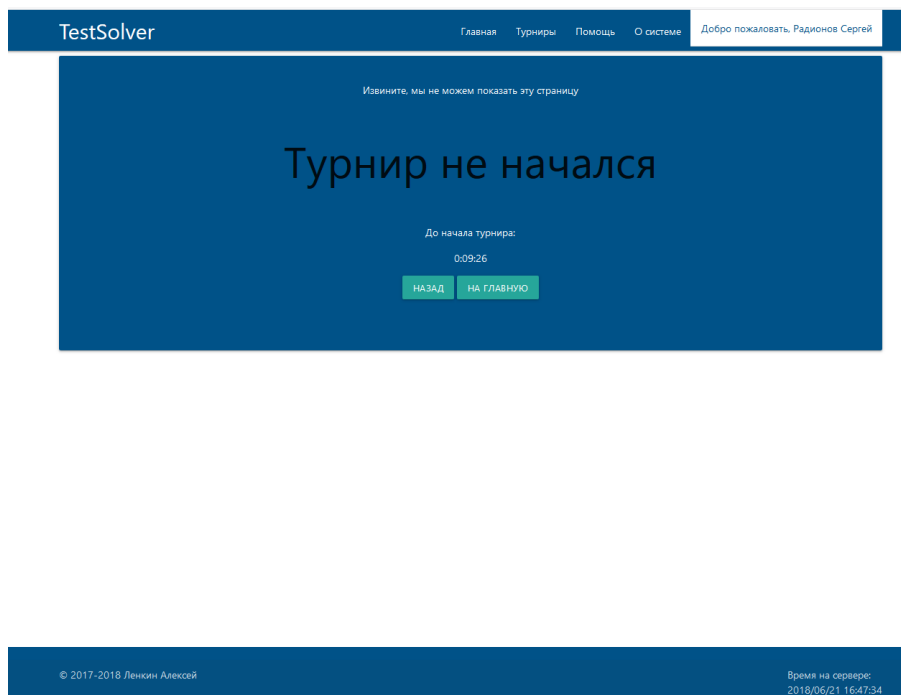 TestSolver
Главная Турниры Помощь О системе Добро пожаловать, Радионов Сергей
Извините, мы не можем показать эту страницу
Турнир не начался
До начала турнира:
0:09:26
НАЗАД НА ГЛАВНУЮ
© 2017-2018 Ленкин Алексей
Время на сервере:
2018/06/21 16:47:34